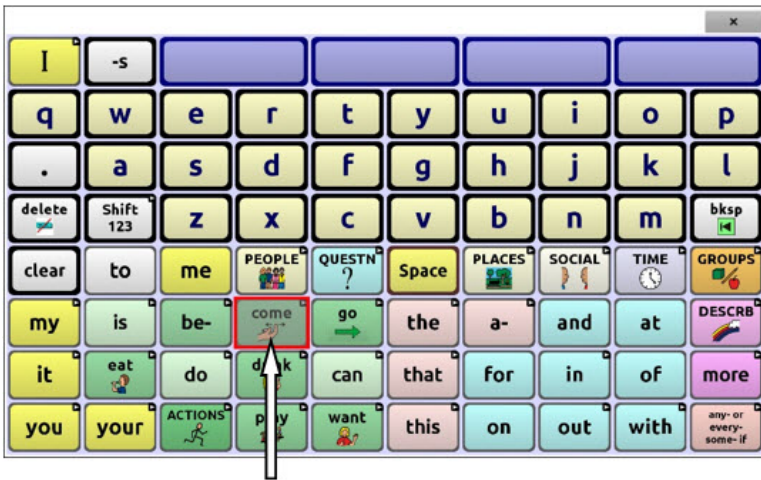 ×
I -s
q w e r t y u i o p
. a s d f g h j k l
delete Shift 123 z x c v b n m bksp
clear to me PEOPLE QUESTN ? Space PLACES SOCIAL TIME GROUPS
my is be- come go the a- and at DESCRB
it eat do can that for in of more
you your ACTIONS want this on out with any- or every- some- if